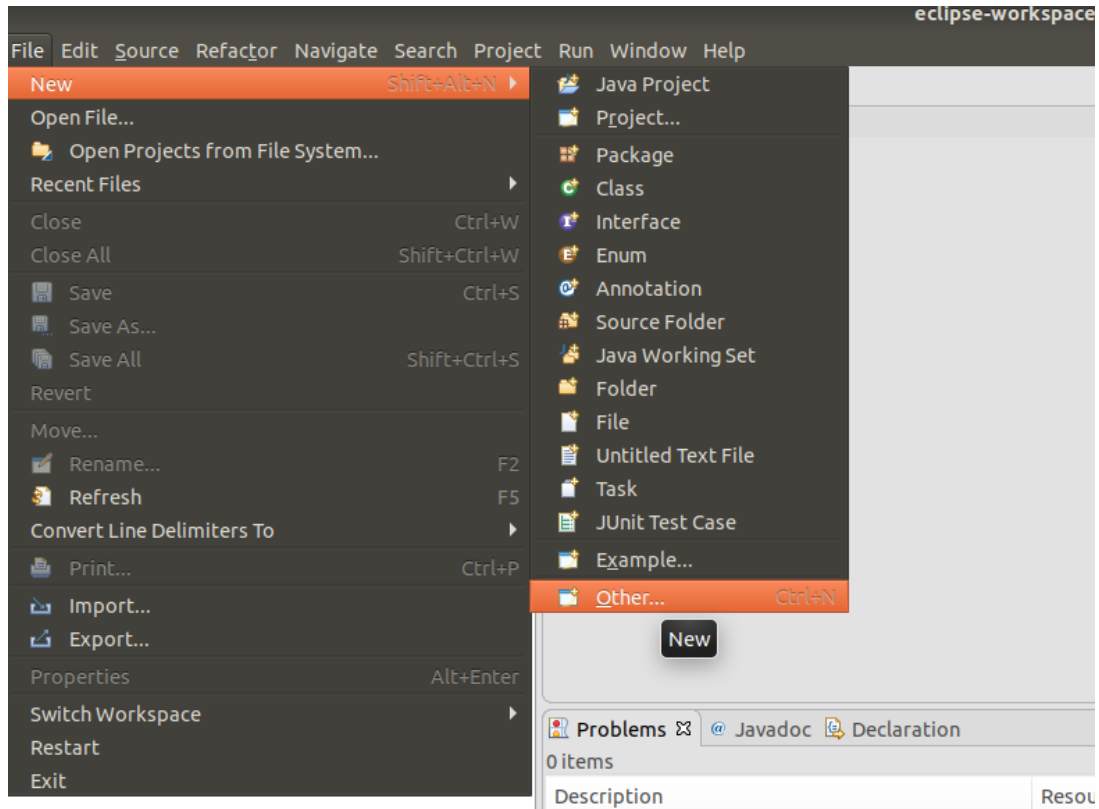 eclipse-workspace
File Edit Source Refactor Navigate Search Project Run Window Help
New Shift+Alt+N
Open File...
Open Projects from File System...
Recent Files
Close Ctrl+W
Close All Shift+Ctrl+W
Save Ctrl+S
Save As...
Save All Shift+Ctrl+S
Revert
Move...
Rename... F2
Refresh F5
Convert Line Delimiters To
Print... Ctrl+P
Import...
Export...
Properties Alt+Enter
Switch Workspace
Restart
Exit
Java Project
Project...
Package
Class
Interface
Enum
Annotation
Source Folder
Java Working Set
Folder
File
Untitled Text File
Task
JUnit Test Case
Example...
Other... Ctrl+N
New
Problems @ Javadoc Declaration
0 items
Description Resou